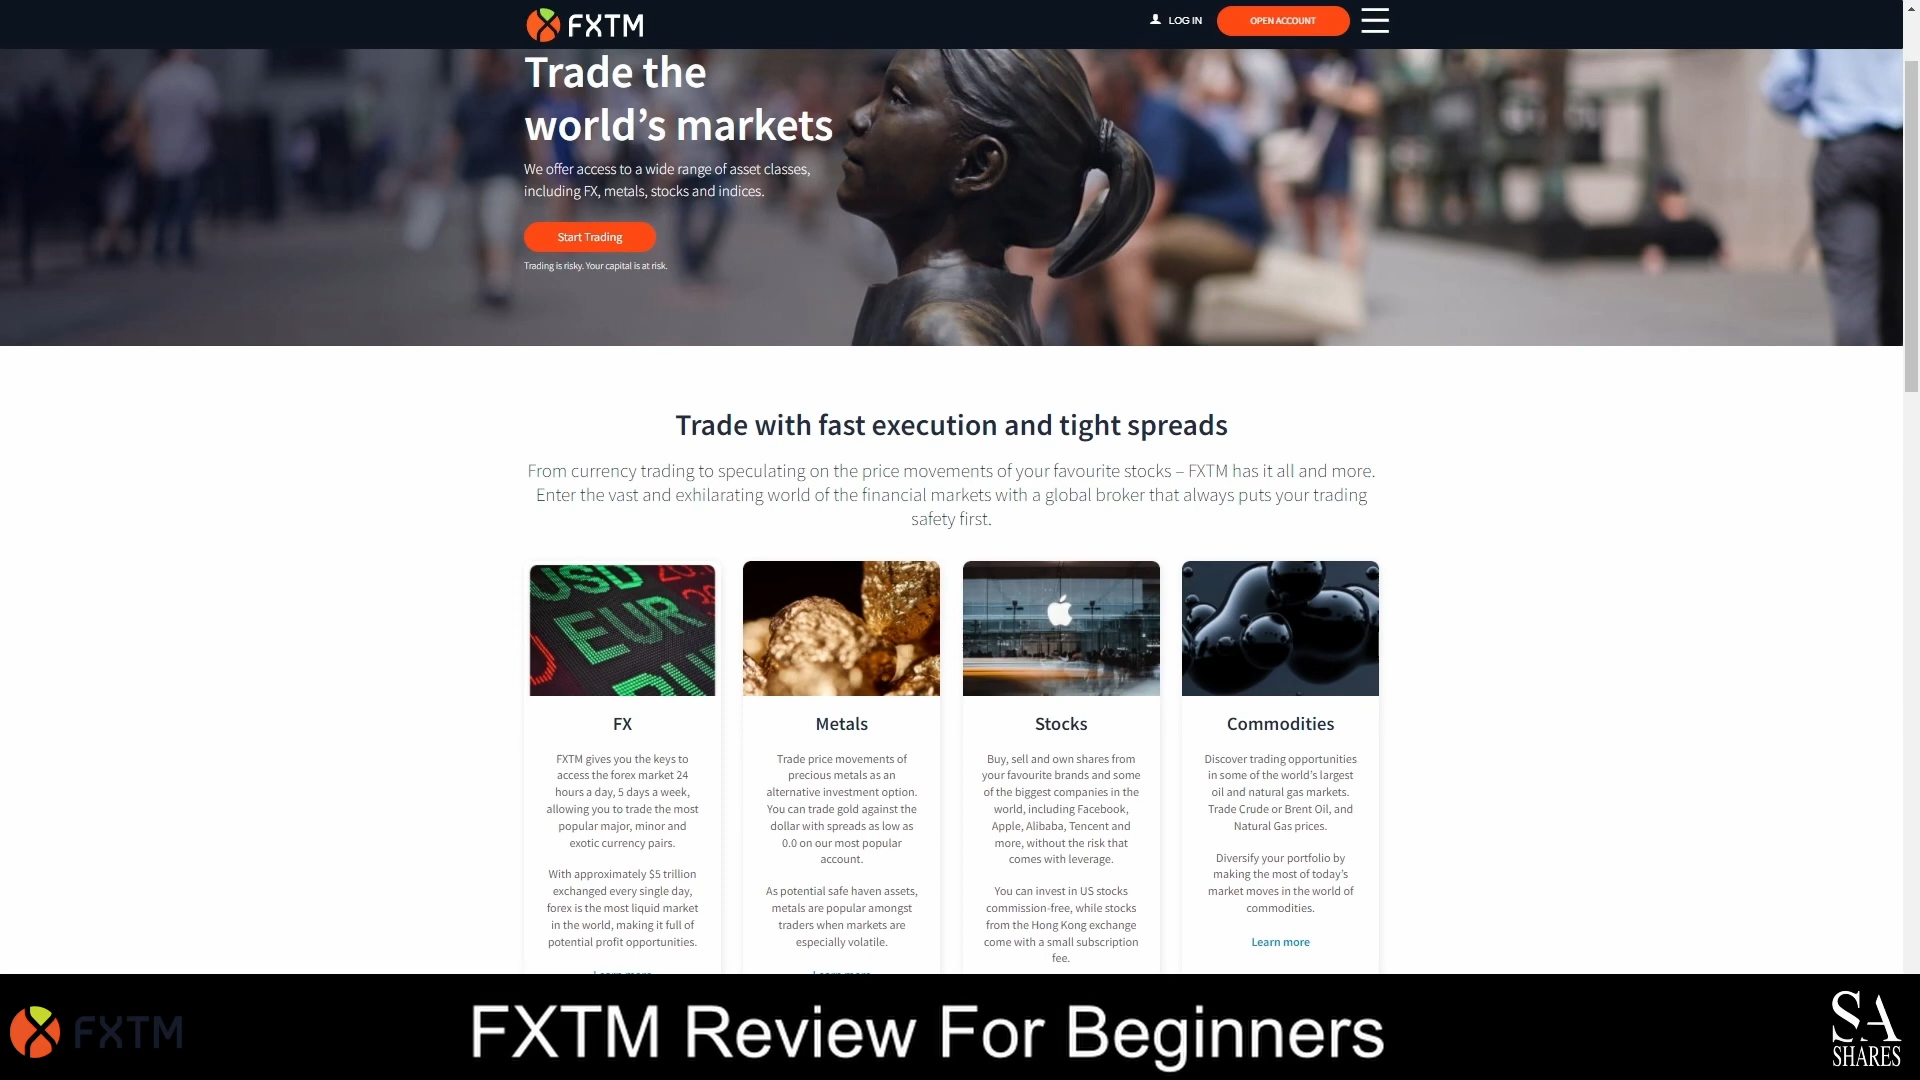 FXTM
LOG IN
OPEN ACCOUNT
Trade the
world’s markets
We offer access to a wide range of asset classes,
including FX, metals, stocks and indices.
Start Trading
Trading is risky. Your capital is at risk.
Trade with fast execution and tight spreads
From currency trading to speculating on the price movements of your favourite stocks – FXTM has it all and more.
Enter the vast and exhilarating world of the financial markets with a global broker that always puts your trading
safety first.
USD
EUR
FX
FXTM gives you the keys to
access the forex market 24
hours a day, 5 days a week,
allowing you to trade the most
popular major, minor and
exotic currency pairs.
With approximately $5 trillion
exchanged every single day,
forex is the most liquid market
in the world, making it full of
potential profit opportunities.
Learn more
Metals
Trade price movements of
precious metals as an
alternative investment option.
You can trade gold against the
dollar with spreads as low as
0.0 on our most popular
account.
As potential safe haven assets,
metals are popular amongst
traders when markets are
especially volatile.
Learn more
Stocks
Buy, sell and own shares from
your favourite brands and some
of the biggest companies in the
world, including Facebook,
Apple, Alibaba, Tencent and
more, without the risk that
comes with leverage.
You can invest in US stocks
commission-free, while stocks
from the Hong Kong exchange
come with a small subscription
fee.
Commodities
Discover trading opportunities
in some of the world’s largest
oil and natural gas markets.
Trade Crude or Brent Oil, and
Natural Gas prices.
Diversify your portfolio by
making the most of today’s
market moves in the world of
commodities.
Learn more
FXTM
FXTM Review For Beginners
SA
SHARES